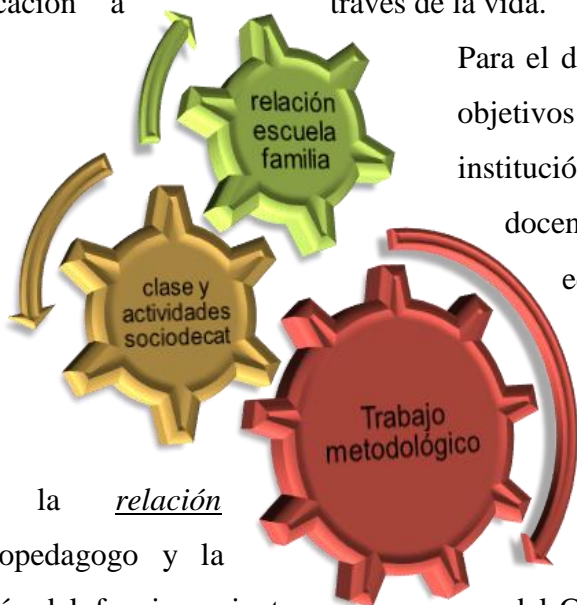 cación a través de la vida.
Para el d
objetivos
institució
docen
e
relación
escuela
familia
clase y
actividades
sociodecat
Trabajo
metodológico
la relación
opedagogo y la
del funcionamient del C